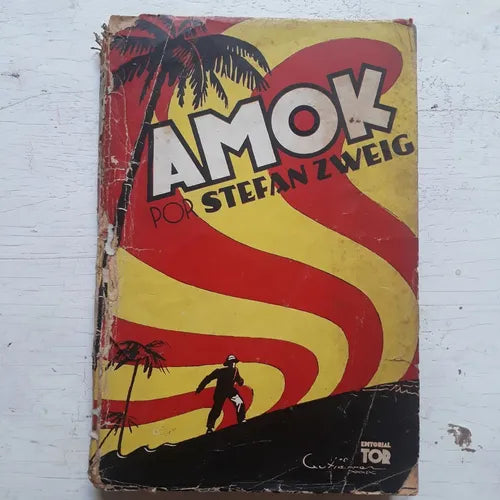 AMOK
POR STEFAN ZWEIG
EDITORIAL
TOR